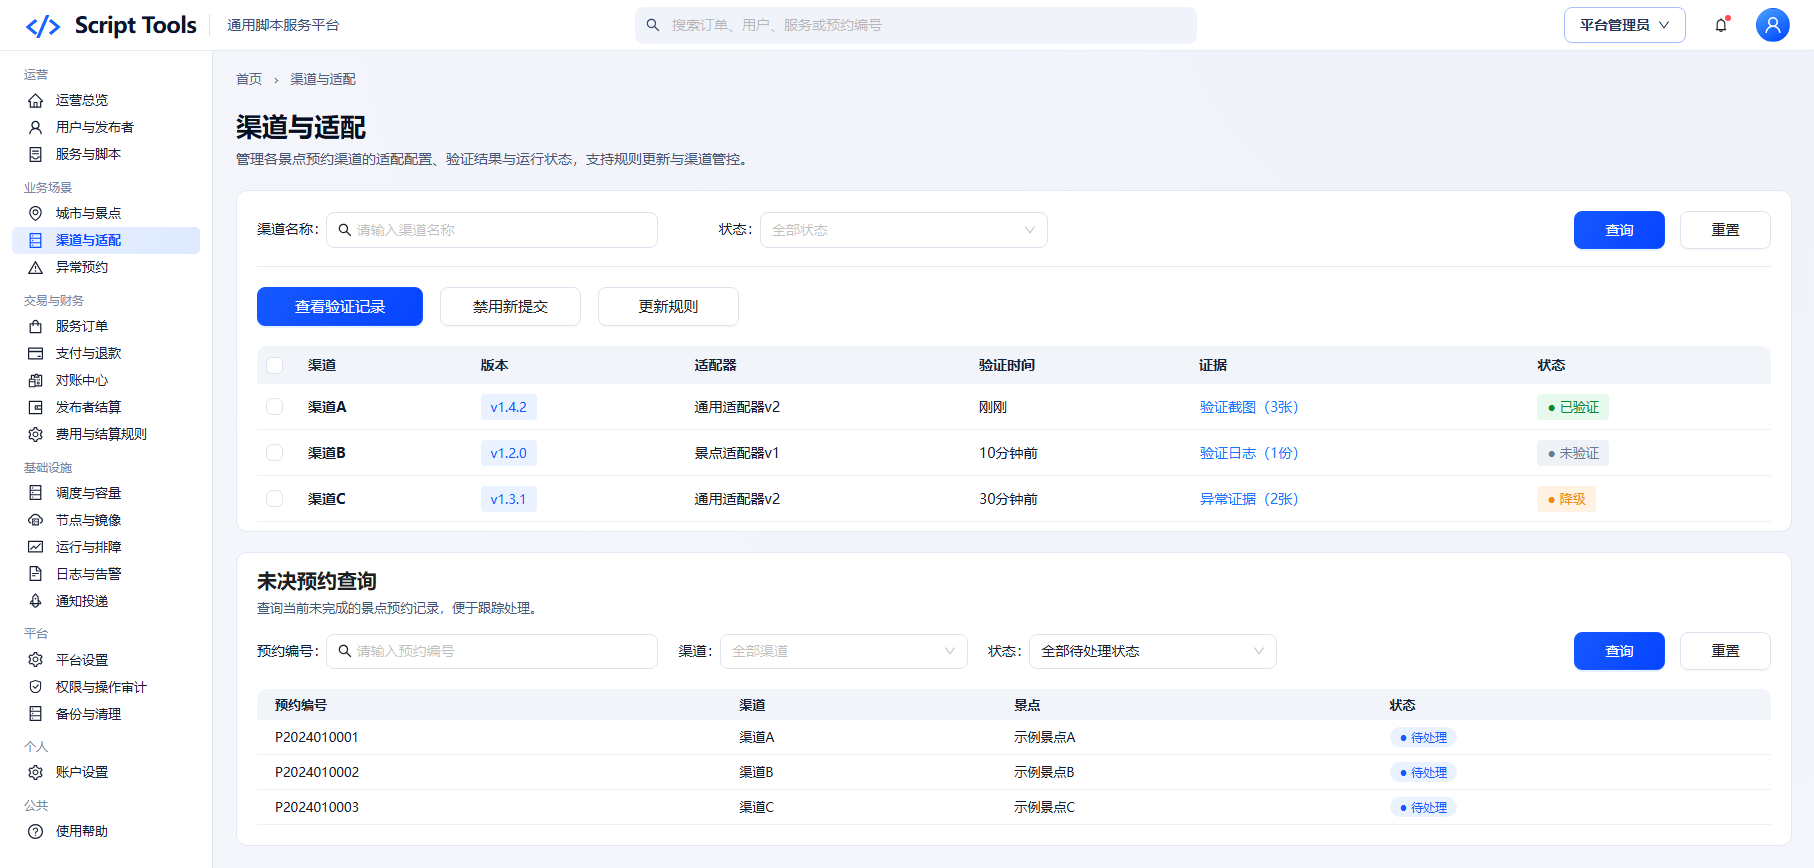 Script Tools
通用脚本服务平台
搜索订单、用户、服务或预约编号
平台管理员
运营
运营总览
用户与发布者
服务与脚本
业务场景
城市与景点
渠道与适配
异常预约
交易与财务
服务订单
支付与退款
对账中心
发布者结算
费用与结算规则
基础设施
调度与容量
节点与镜像
运行与排障
日志与告警
通知投递
平台
平台设置
权限与操作审计
备份与清理
个人
账户设置
公共
使用帮助
首页 › 渠道与适配
渠道与适配
管理各景点预约渠道的适配配置、验证结果与运行状态，支持规则更新与渠道管控。
渠道名称： 请输入渠道名称 状态： 全部状态 查询 重置
查看验证记录 禁用新提交 更新规则
渠道 版本 适配器 验证时间 证据 状态
渠道A v1.4.2 通用适配器v2 刚刚 验证截图（3张） 已验证
渠道B v1.2.0 景点适配器v1 10分钟前 验证日志（1份） 未验证
渠道C v1.3.1 通用适配器v2 30分钟前 异常证据（2张） 降级
未决预约查询
查询当前未完成的景点预约记录，便于跟踪处理。
预约编号： 请输入预约编号 渠道： 全部渠道 状态： 全部待处理状态 查询 重置
预约编号 渠道 景点 状态
P2024010001 渠道A 示例景点A 待处理
P2024010002 渠道B 示例景点B 待处理
P2024010003 渠道C 示例景点C 待处理